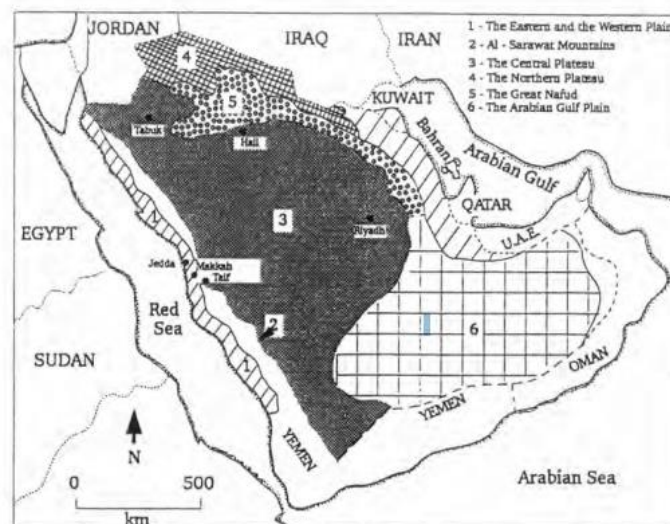 JORDAN
IRAQ
IRAN
1 - The Eastern and the Western Plain
2 - Al - Sarawat Mountains
3 - The Central Plateau
4 - The Northern Plateau
5 - The Great Nafud
6 - The Arabian Gulf Plain
4
5
KUWAIT
Tabuk
Hail
Bahran
Arabian Gulf
QATAR
EGYPT
1
3
Riyadh
U.A.E.
Jedda
Makkah
Taif
Red
Sea
2
6
SUDAN
1
OMAN
YEMEN
YEMEN
N
Arabian Sea
0
500
km